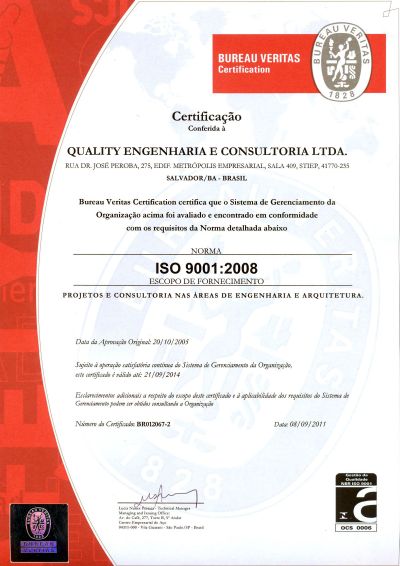 BUREAU VERITAS
Certification
BUREAU VERITAS
1828
Certificação
Conferida à
QUALITY ENGENHARIA E CONSULTORIA LTDA.
RUA DR. JOSÉ PEROBA, 275, EDIF. METRÓPOLIS EMPRESARIAL, SALA 409, STIEP, 41770-235
SALVADOR/BA - BRASIL
Bureau Veritas Certification certifica que o Sistema de Gerenciamento da
Organização acima foi avaliado e encontrado em conformidade
com os requisitos da Norma detalhada abaixo
NORMA
ISO 9001:2008
ESCOPO DE FORNECIMENTO
PROJETOS E CONSULTORIA NAS ÁREAS DE ENGENHARIA E ARQUITETURA.
Data da Aprovação Original: 20/10/2005
Sujeito à operação satisfatória contínua do Sistema de Gerenciamento da Organização,
este certificado é válido até: 21/09/2014
Esclarecimentos adicionais a respeito do escopo deste certificado e à aplicabilidade dos requisitos do Sistema de
Gerenciamento podem ser obtidos consultando a Organização
Número do Certificado: BR012067-2
Data: 08/09/2011
Technical Manager
Managing and Issuing Office:
Av. do Café, 277, Torre B, 5º Andar
Centro Empresarial do Aço
04311-000 - Vila Guarani - São Paulo/SP - Brasil
Gestão da
Qualidade
NBR ISO 9001
OCS 0006